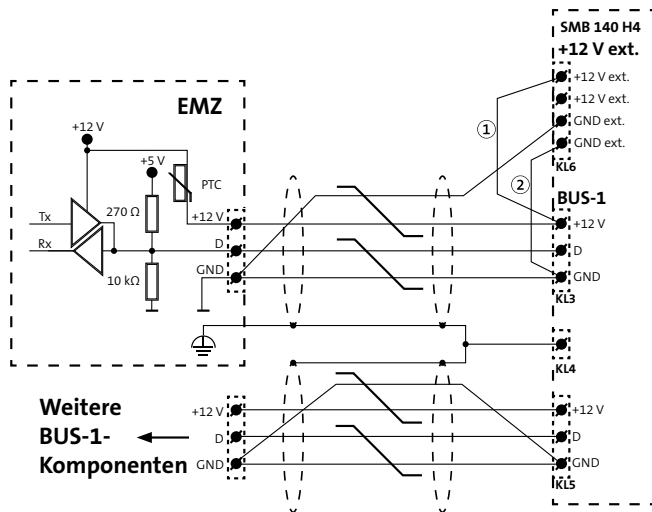 SMB 140 H4
+12 V ext.
+12 V ext.
+12 V ext.
GND ext.
GND ext.
KL6
EMZ
+12 V
+5 V
PTC
270 Ω
Tx
Rx
10 kΩ
+12 V
D
GND
①
②
BUS-1
+12 V
D
GND
KL3
KL4
Weitere
BUS-1-
Komponenten
+12 V
D
GND
+12 V
D
GND
KL5